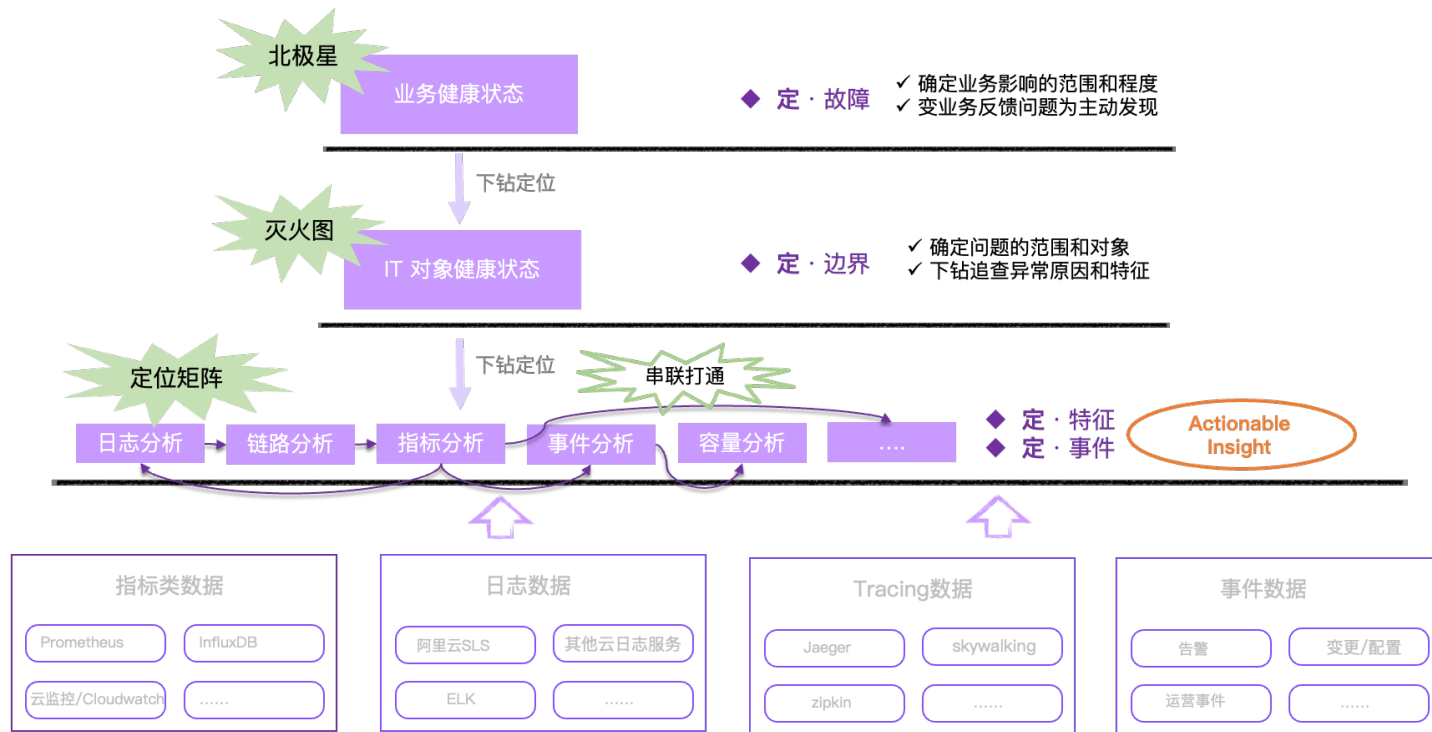 北极星
业务健康状态
◆ 定 · 故障
✓ 确定业务影响的范围和程度
✓ 变业务反馈问题为主动发现
下钻定位
灭火图
IT 对象健康状态
◆ 定 · 边界
✓ 确定问题的范围和对象
✓ 下钻追查异常原因和特征
下钻定位
串联打通
定位矩阵
日志分析
链路分析
指标分析
事件分析
容量分析
....
◆ 定 · 特征
◆ 定 · 事件
Actionable
Insight
指标类数据
Prometheus
InfluxDB
云监控/Cloudwatch
......
日志数据
阿里云SLS
其他云日志服务
ELK
......
Tracing数据
Jaeger
skywalking
zipkin
......
事件数据
告警
变更/配置
运营事件
......